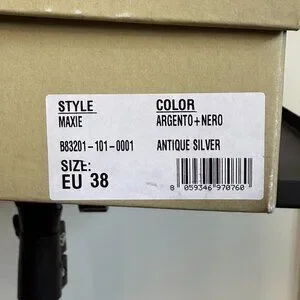 STYLE COLOR
MAXIE ARGENTO+NERO
B83201-101-0001 ANTIQUE SILVER
SIZE:
EU 38
8 059346 970760